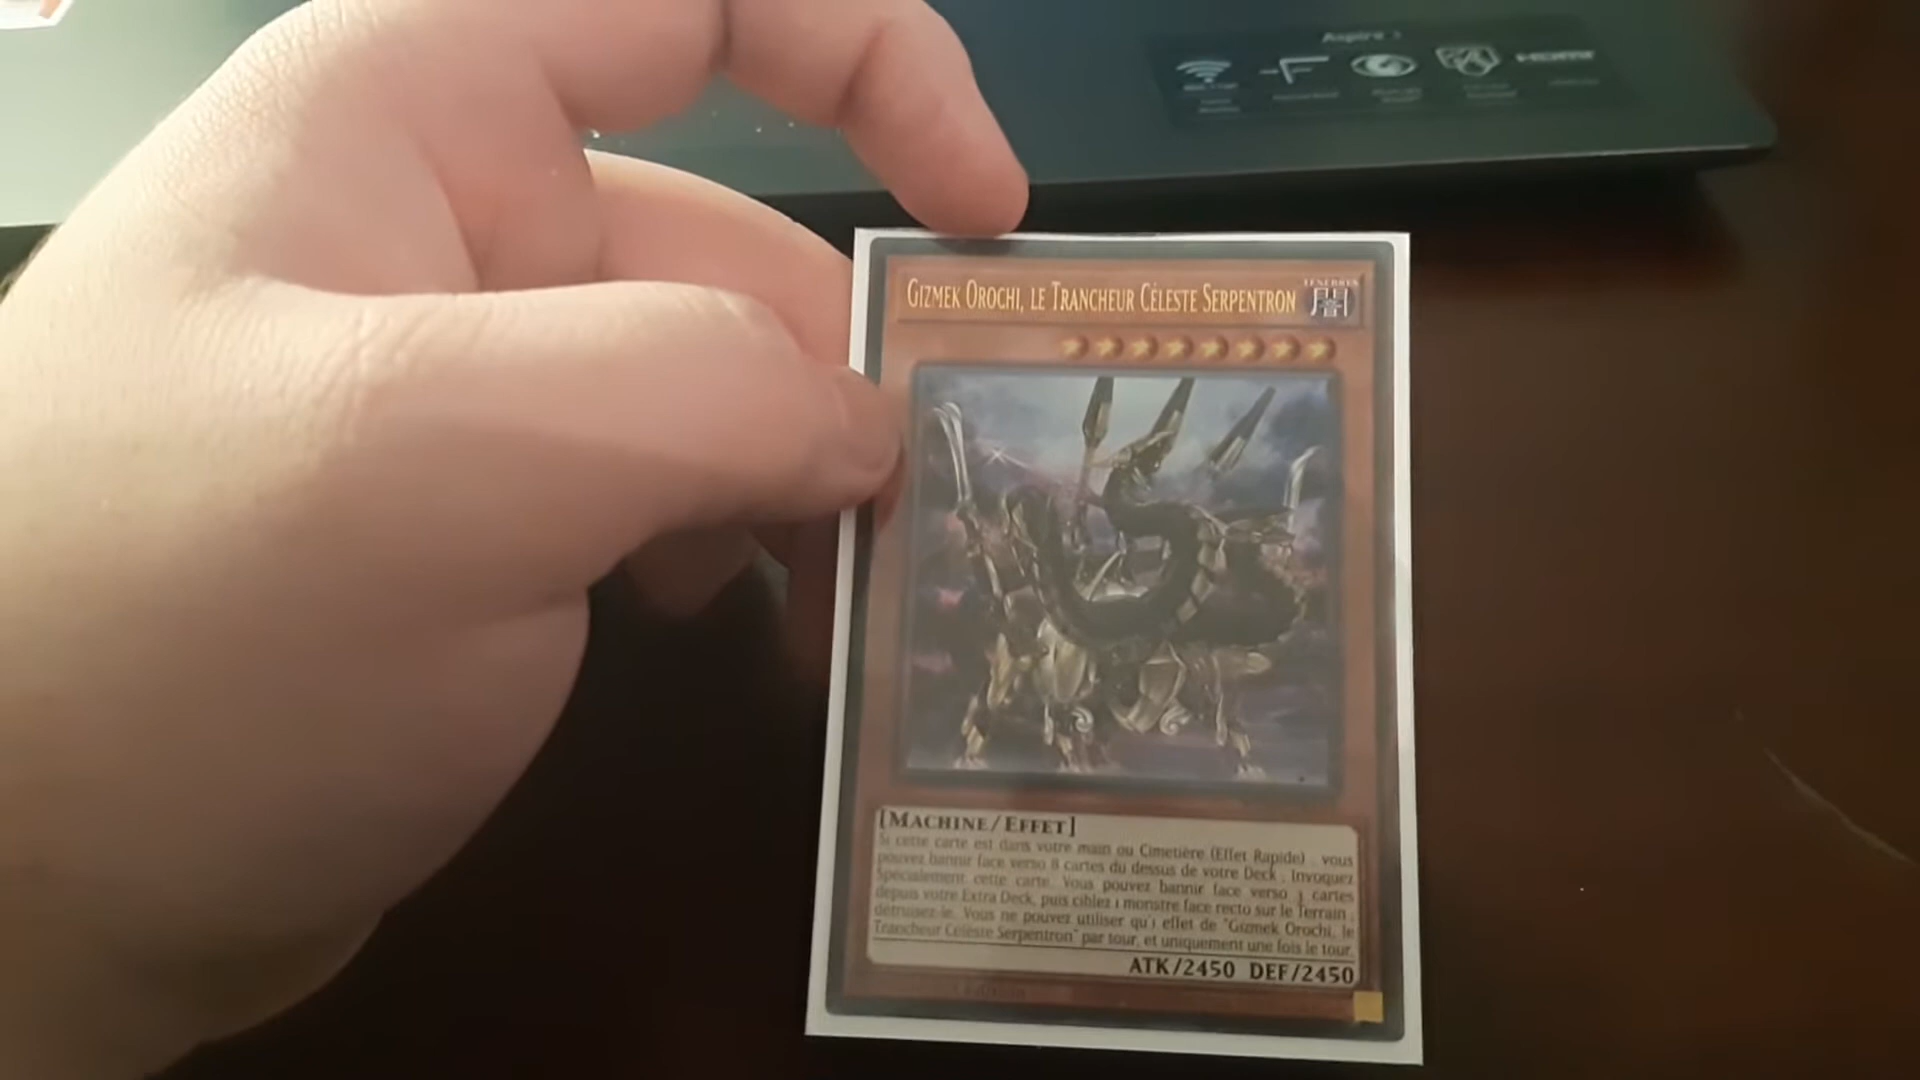 Aspire 3
HDMI
GIZMEK OROCHI, LE TRANCHEUR CÉLESTE SERPENTRON
TÉNÈBRES
闇
[MACHINE/EFFET]
Si cette carte est dans votre main ou Cimetière (Effet Rapide) : vous
pouvez bannir face verso 8 cartes du dessus de votre Deck ; Invoquez
Spécialement cette carte. Vous pouvez bannir face verso 3 cartes
depuis votre Extra Deck, puis ciblez 1 monstre face recto sur le Terrain ;
détruisez-le. Vous ne pouvez utiliser qu'1 effet de "Gizmek Orochi, le
Trancheur Céleste Serpentron" par tour, et uniquement une fois le tour.
ATK/2450 DEF/2450